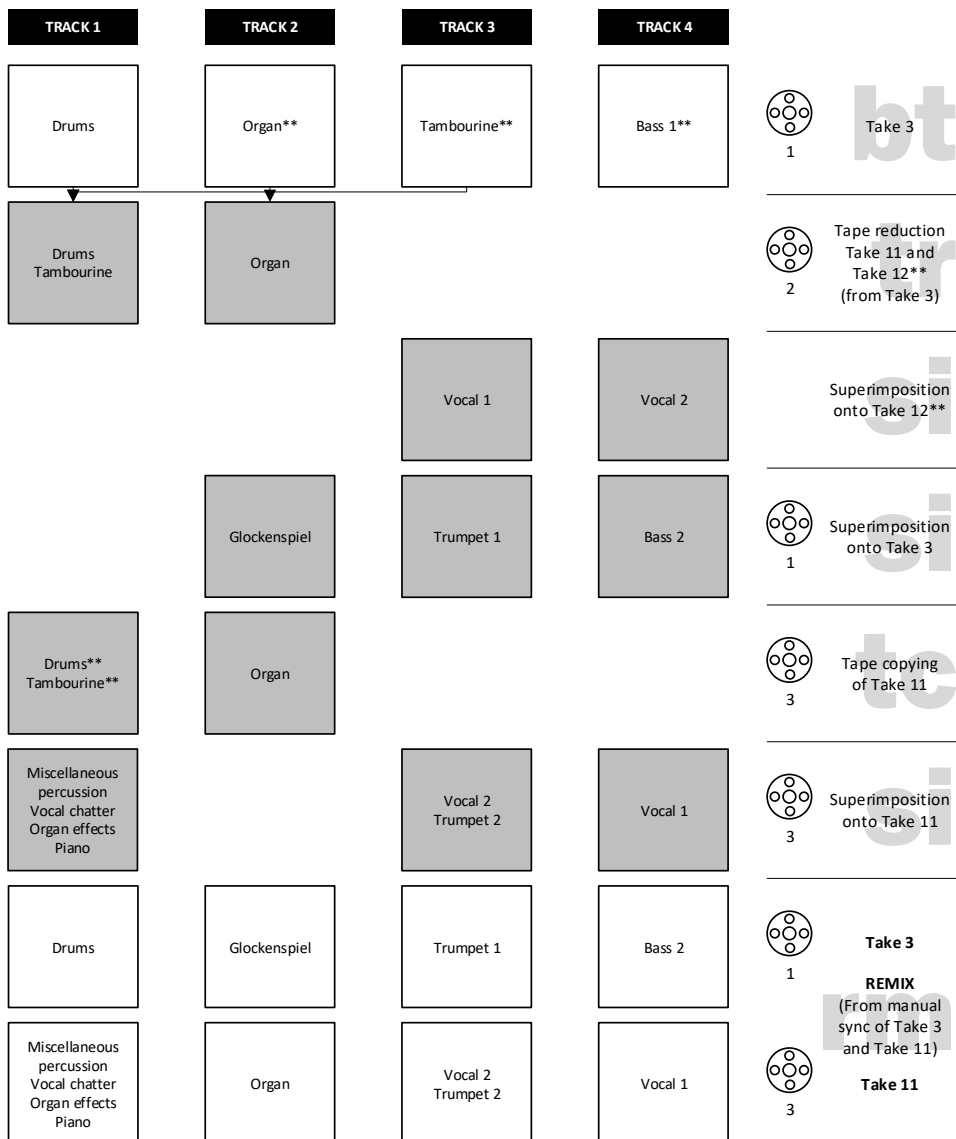 TRACK 1
TRACK 2
TRACK 3
TRACK 4
Drums
Organ**
Tambourine**
Bass 1**
1
Take 3
bt
Drums
Tambourine
Organ
2
Tape reduction
Take 11 and
Take 12**
(from Take 3)
tr
Vocal 1
Vocal 2
Superimposition
onto Take 12**
si
Glockenspiel
Trumpet 1
Bass 2
1
Superimposition
onto Take 3
si
Drums**
Tambourine**
Organ
3
Tape copying
of Take 11
tc
Miscellaneous
percussion
Vocal chatter
Organ effects
Piano
Vocal 2
Trumpet 2
Vocal 1
3
Superimposition
onto Take 11
si
Drums
Glockenspiel
Trumpet 1
Bass 2
1
Take 3
REMIX
(From manual
sync of Take 3
and Take 11)
rm
Miscellaneous
percussion
Vocal chatter
Organ effects
Piano
Organ
Vocal 2
Trumpet 2
Vocal 1
3
Take 11